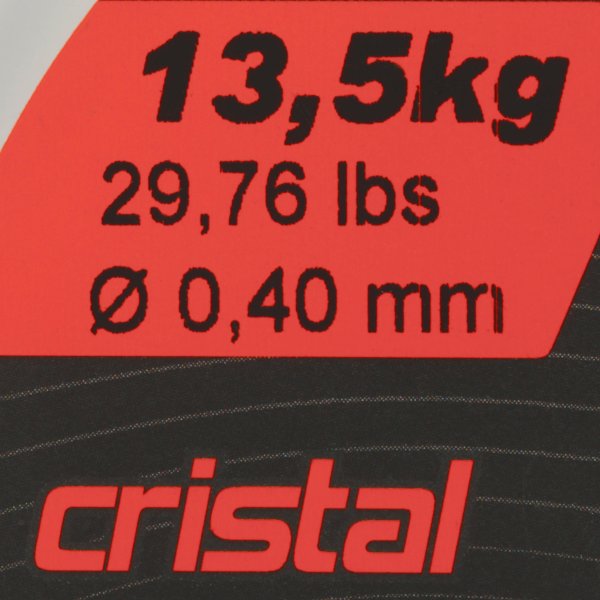 13,5kg
29,76 lbs
Ø 0,40 mm
cristal